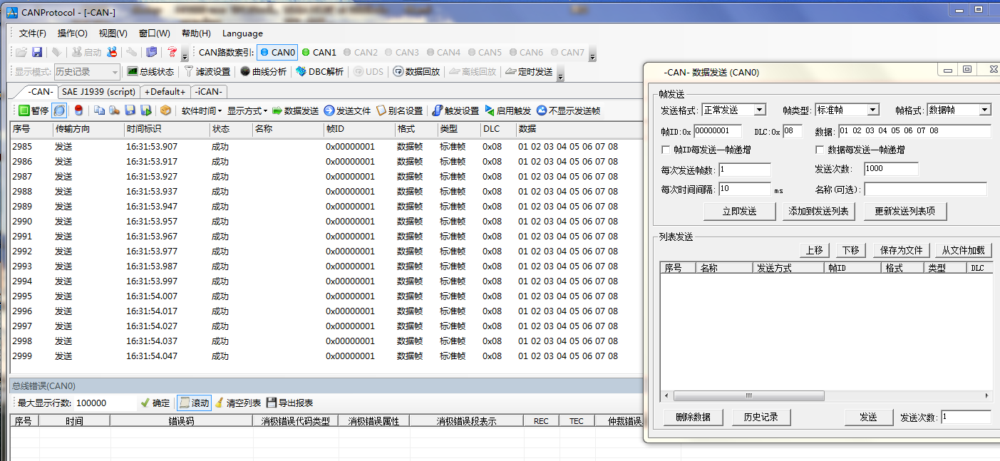 CANProtocol - [-CAN-]
文件(F) 操作(O) 视图(V) 窗口(W) 帮助(H) Language
启动 CAN路数索引: CAN0 CAN1 CAN2 CAN3 CAN4 CAN5 CAN6 CAN7
显示模式: 历史记录 总线状态 滤波设置 曲线分析 DBC解析 UDS 数据回放 离线回放 定时发送
-CAN- SAE J1939 (script) +Default+ -iCAN-
暂停 软件时间 显示方式 数据发送 发送文件 别名设置 触发设置 启用触发 不显示发送帧
序号 传输方向 时间标识 状态 名称 帧ID 格式 类型 DLC 数据
2985 发送 16:31:53.907 成功 0x00000001 数据帧 标准帧 0x08 01 02 03 04 05 06 07 08
2986 发送 16:31:53.917 成功 0x00000001 数据帧 标准帧 0x08 01 02 03 04 05 06 07 08
2987 发送 16:31:53.927 成功 0x00000001 数据帧 标准帧 0x08 01 02 03 04 05 06 07 08
2988 发送 16:31:53.937 成功 0x00000001 数据帧 标准帧 0x08 01 02 03 04 05 06 07 08
2989 发送 16:31:53.947 成功 0x00000001 数据帧 标准帧 0x08 01 02 03 04 05 06 07 08
2990 发送 16:31:53.957 成功 0x00000001 数据帧 标准帧 0x08 01 02 03 04 05 06 07 08
2991 发送 16:31:53.967 成功 0x00000001 数据帧 标准帧 0x08 01 02 03 04 05 06 07 08
2992 发送 16:31:53.977 成功 0x00000001 数据帧 标准帧 0x08 01 02 03 04 05 06 07 08
2993 发送 16:31:53.987 成功 0x00000001 数据帧 标准帧 0x08 01 02 03 04 05 06 07 08
2994 发送 16:31:53.997 成功 0x00000001 数据帧 标准帧 0x08 01 02 03 04 05 06 07 08
2995 发送 16:31:54.007 成功 0x00000001 数据帧 标准帧 0x08 01 02 03 04 05 06 07 08
2996 发送 16:31:54.017 成功 0x00000001 数据帧 标准帧 0x08 01 02 03 04 05 06 07 08
2997 发送 16:31:54.027 成功 0x00000001 数据帧 标准帧 0x08 01 02 03 04 05 06 07 08
2998 发送 16:31:54.037 成功 0x00000001 数据帧 标准帧 0x08 01 02 03 04 05 06 07 08
2999 发送 16:31:54.047 成功 0x00000001 数据帧 标准帧 0x08 01 02 03 04 05 06 07 08
总线错误(CAN0)
最大显示行数: 100000 确定 滚动 清空列表 导出报表
序号 时间 错误码 消极错误代码类型 消极错误属性 消极错误段表示 REC TEC 仲裁错误
-CAN- 数据发送 (CAN0)
帧发送
发送格式: 正常发送 帧类型: 标准帧 帧格式: 数据帧
帧ID:0x 00000001 DLC:0x 08 数据: 01 02 03 04 05 06 07 08
帧ID每发送一帧递增 数据每发送一帧递增
每次发送帧数: 1 发送次数: 1000
每次时间间隔: 10 ms 名称(可选):
立即发送 添加到发送列表 更新发送列表项
列表发送
上移 下移 保存为文件 从文件加载
序号 名称 发送方式 帧ID 格式 类型 DLC
删除数据 历史记录 发送 发送次数: 1